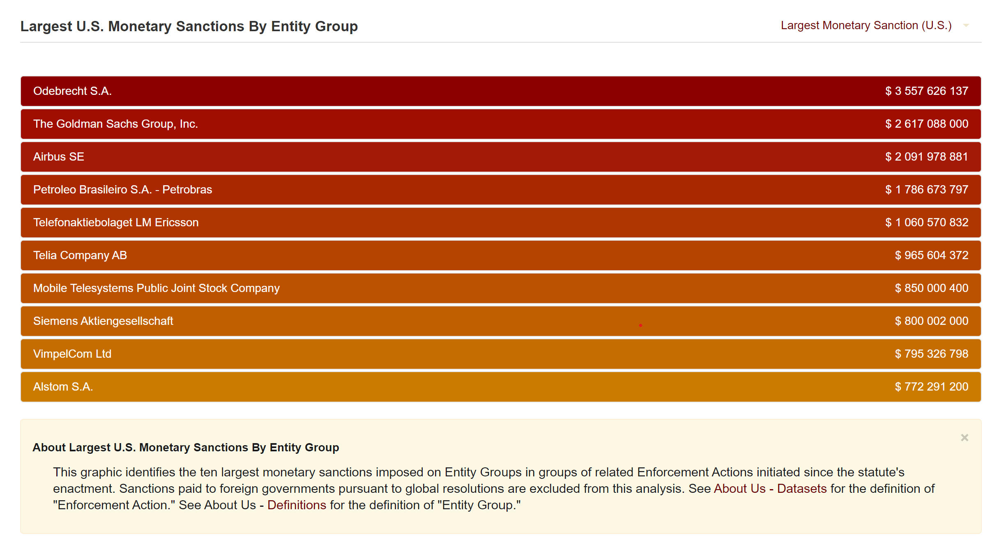 Largest U.S. Monetary Sanctions By Entity Group
Largest Monetary Sanction (U.S.)
Odebrecht S.A. $ 3 557 626 137
The Goldman Sachs Group, Inc. $ 2 617 088 000
Airbus SE $ 2 091 978 881
Petroleo Brasileiro S.A. - Petrobras $ 1 786 673 797
Telefonaktiebolaget LM Ericsson $ 1 060 570 832
Telia Company AB $ 965 604 372
Mobile Telesystems Public Joint Stock Company $ 850 000 400
Siemens Aktiengesellschaft $ 800 002 000
VimpelCom Ltd $ 795 326 798
Alstom S.A. $ 772 291 200
×
About Largest U.S. Monetary Sanctions By Entity Group
This graphic identifies the ten largest monetary sanctions imposed on Entity Groups in groups of related Enforcement Actions initiated since the statute's
enactment. Sanctions paid to foreign governments pursuant to global resolutions are excluded from this analysis. See About Us - Datasets for the definition of
"Enforcement Action." See About Us - Definitions for the definition of "Entity Group."